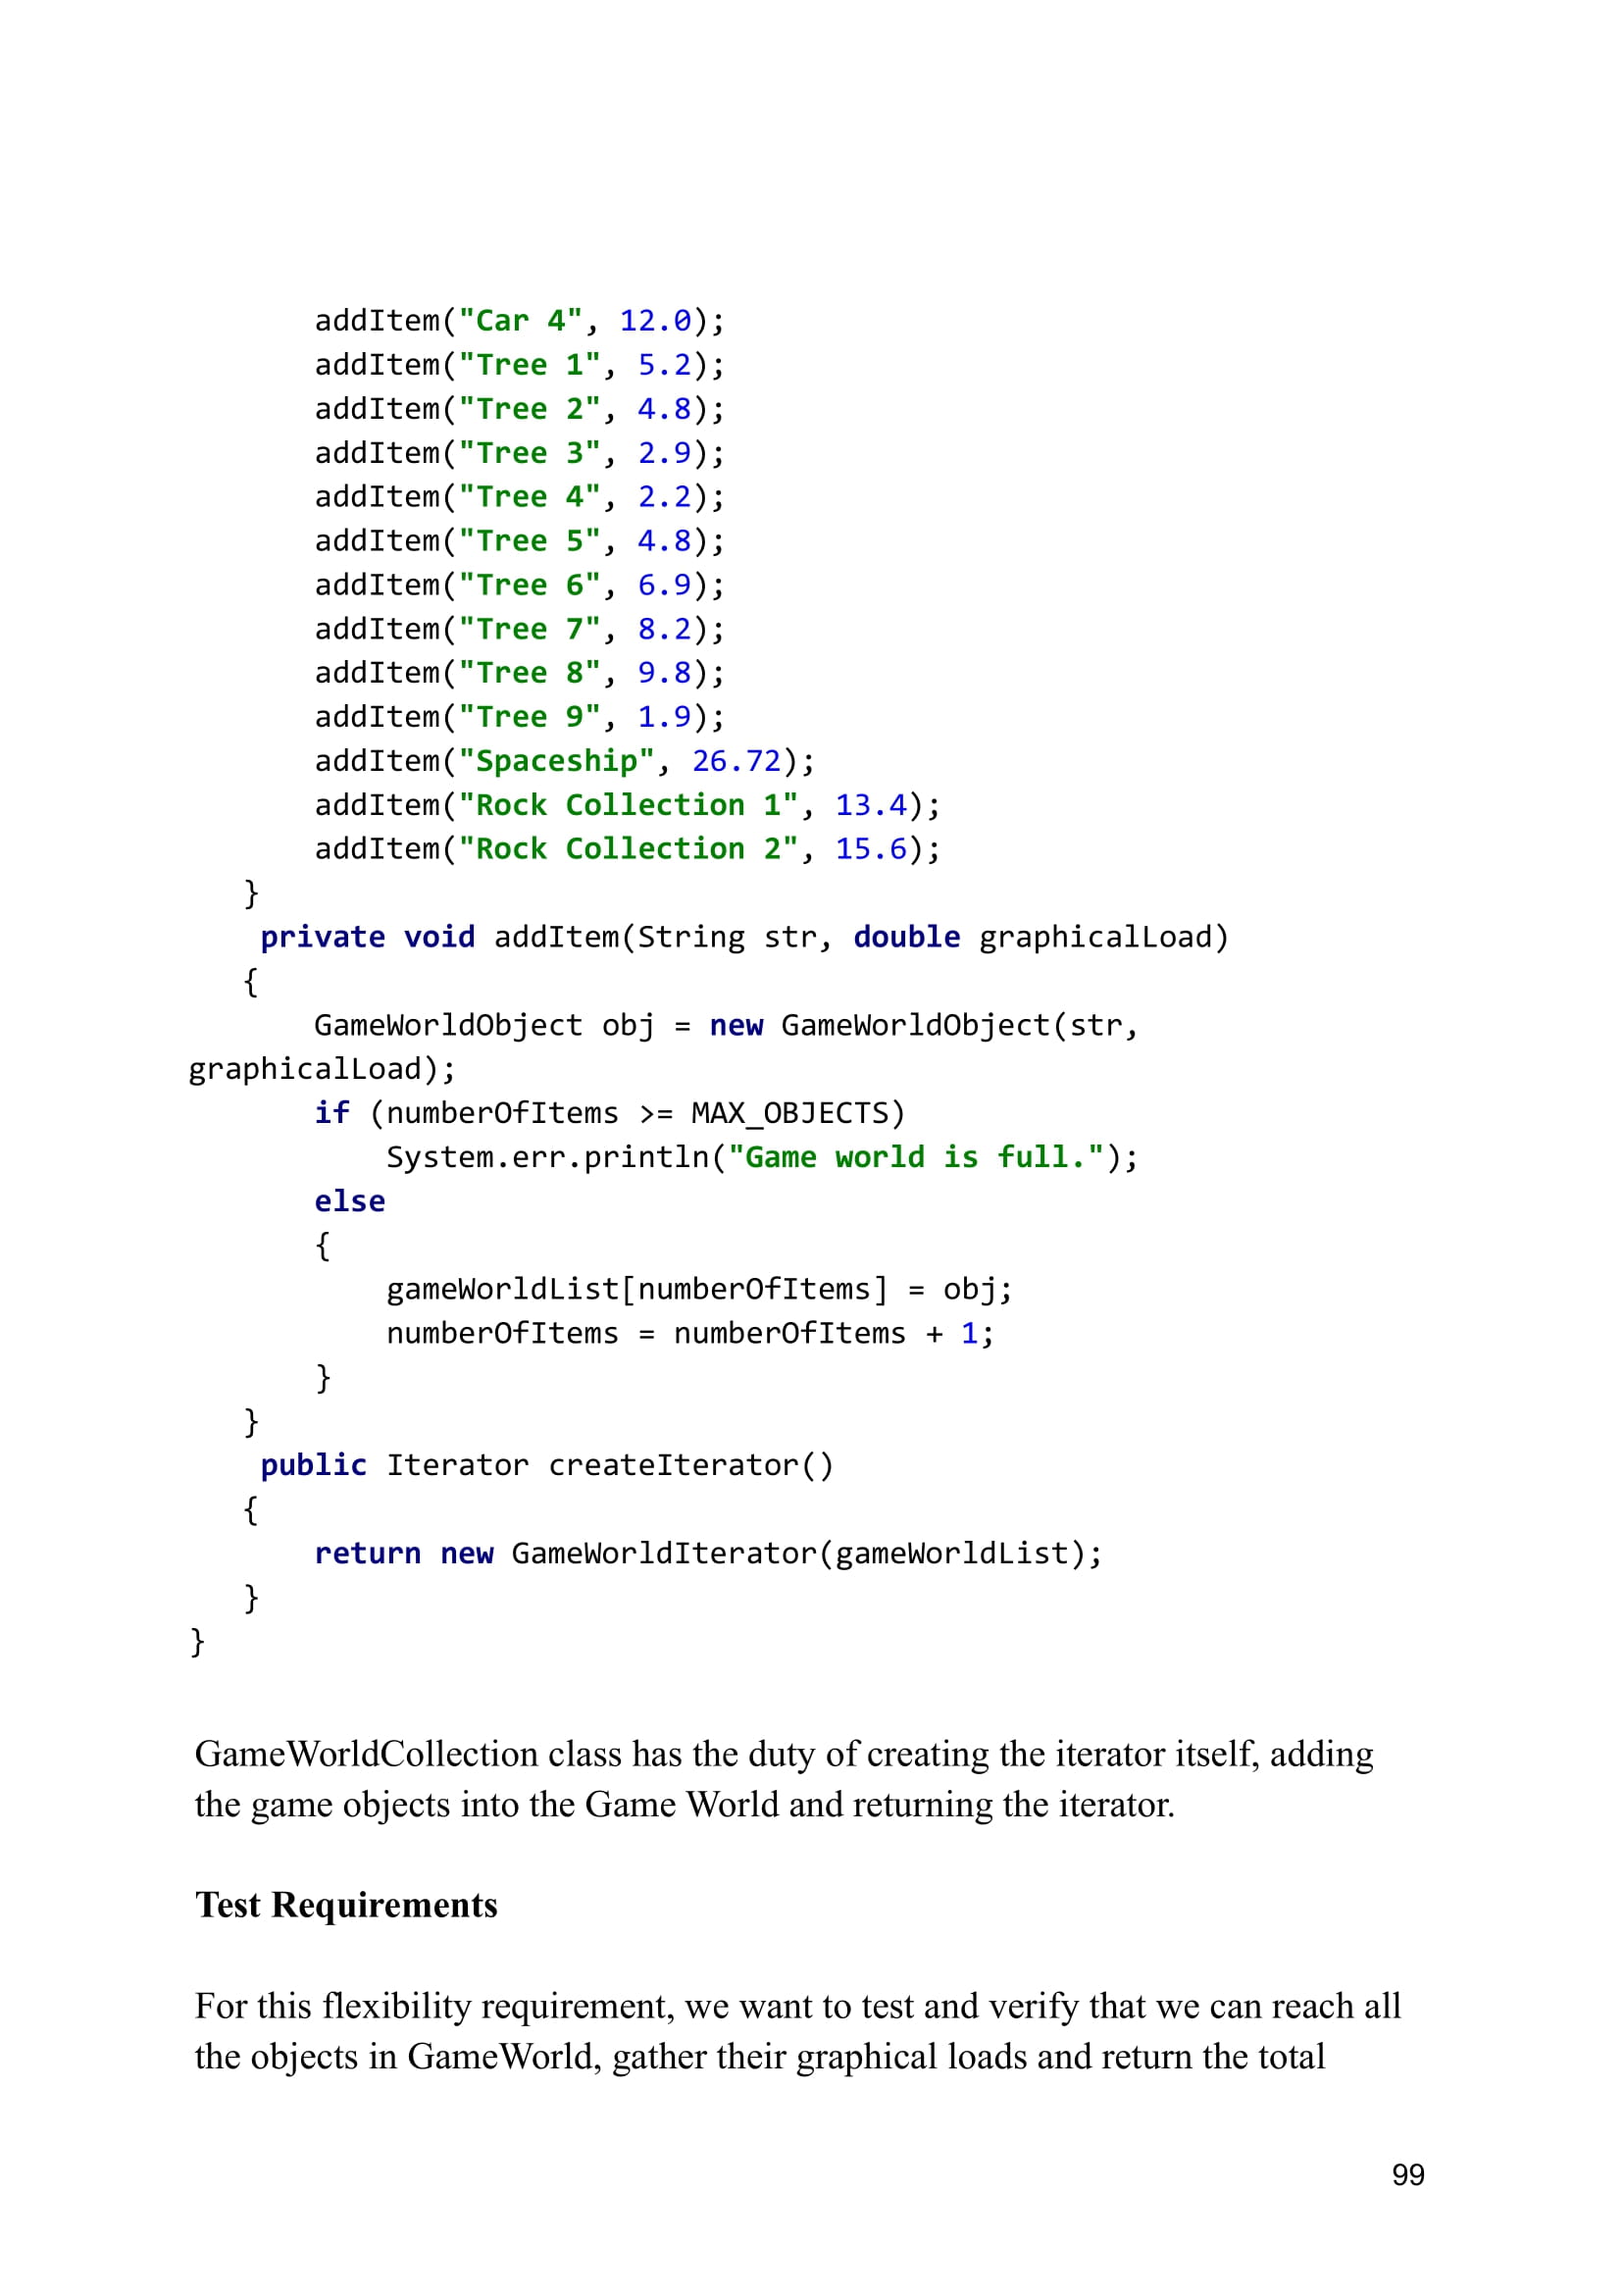 addItem("Car 4", 12.0);
addItem("Tree 1", 5.2);
addItem("Tree 2", 4.8);
addItem("Tree 3", 2.9);
addItem("Tree 4", 2.2);
addItem("Tree 5", 4.8);
addItem("Tree 6", 6.9);
addItem("Tree 7", 8.2);
addItem("Tree 8", 9.8);
addItem("Tree 9", 1.9);
addItem("Spaceship", 26.72);
addItem("Rock Collection 1", 13.4);
addItem("Rock Collection 2", 15.6);
}
private void addItem(String str, double graphicalLoad)
{
GameWorldObject obj = new GameWorldObject(str,
graphicalLoad);
if (numberOfItems >= MAX_OBJECTS)
System.err.println("Game world is full.");
else
{
gameWorldList[numberOfItems] = obj;
numberOfItems = numberOfItems + 1;
}
}
public Iterator createIterator()
{
return new GameWorldIterator(gameWorldList);
}
}
GameWorldCollection class has the duty of creating the iterator itself, adding
the game objects into the Game World and returning the iterator.
Test Requirements
For this flexibility requirement, we want to test and verify that we can reach all
the objects in GameWorld, gather their graphical loads and return the total
99